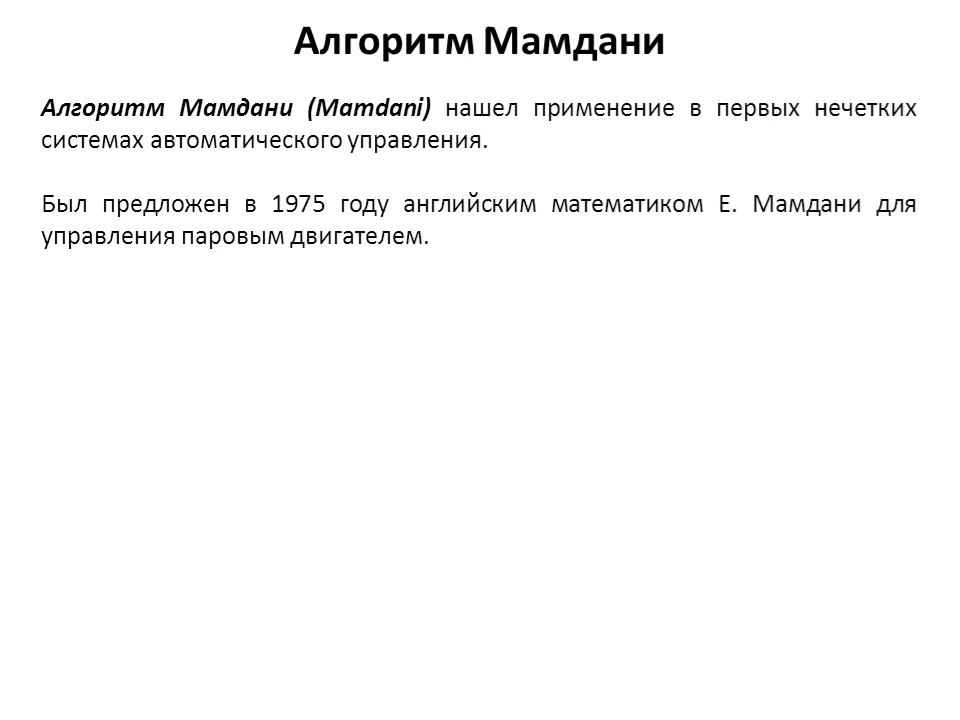 Алгоритм Мамдани
Алгоритм Мамдани (Mamdani) нашел применение в первых нечетких
системах автоматического управления.
Был предложен в 1975 году английским математиком Е. Мамдани для
управления паровым двигателем.